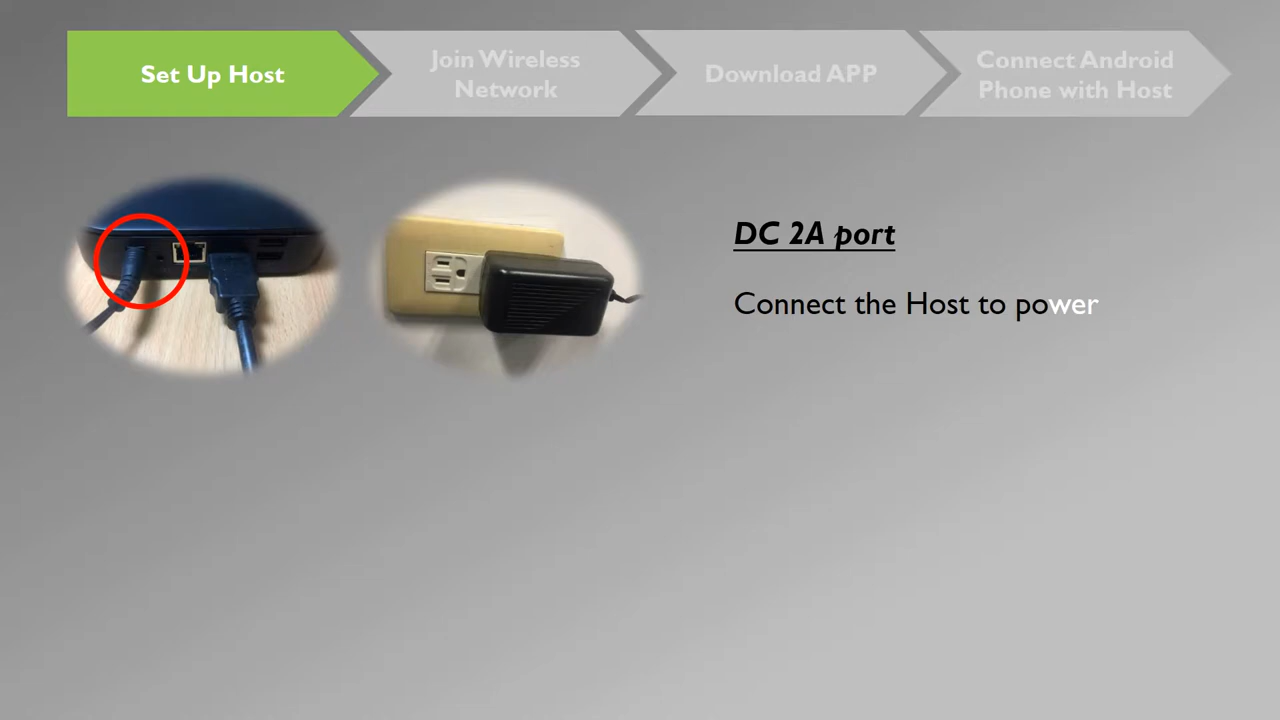 Set Up Host
Join Wireless
Network
Download APP
Connect Android
Phone with Host
DC 2A port
Connect the Host to power